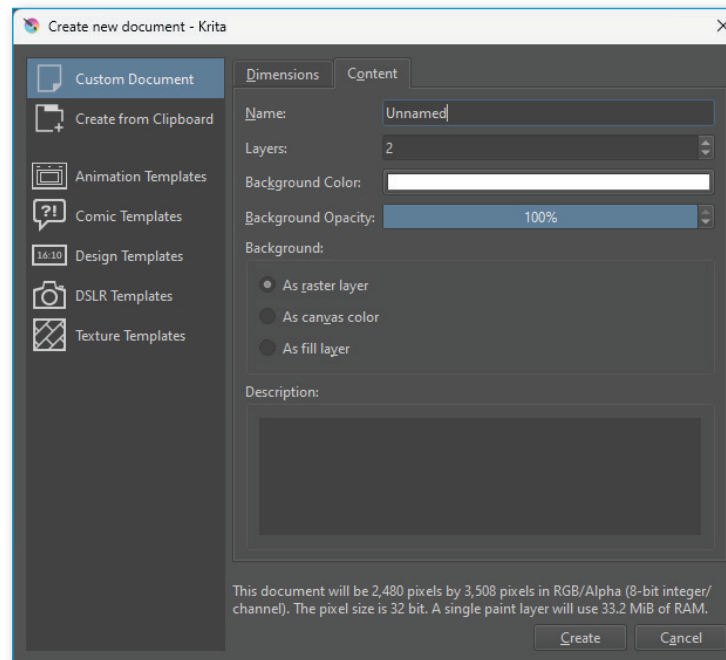 Create new document - Krita
Custom Document
Create from Clipboard
Animation Templates
?!
Comic Templates
16:10
Design Templates
DSLR Templates
Texture Templates
Dimensions
Content
Name:
Unnamed
Layers:
2
Background Color:
Background Opacity:
100%
Background:
As raster layer
As canvas color
As fill layer
Description:
This document will be 2,480 pixels by 3,508 pixels in RGB/Alpha (8-bit integer/
channel). The pixel size is 32 bit. A single paint layer will use 33.2 MiB of RAM.
Create
Cancel